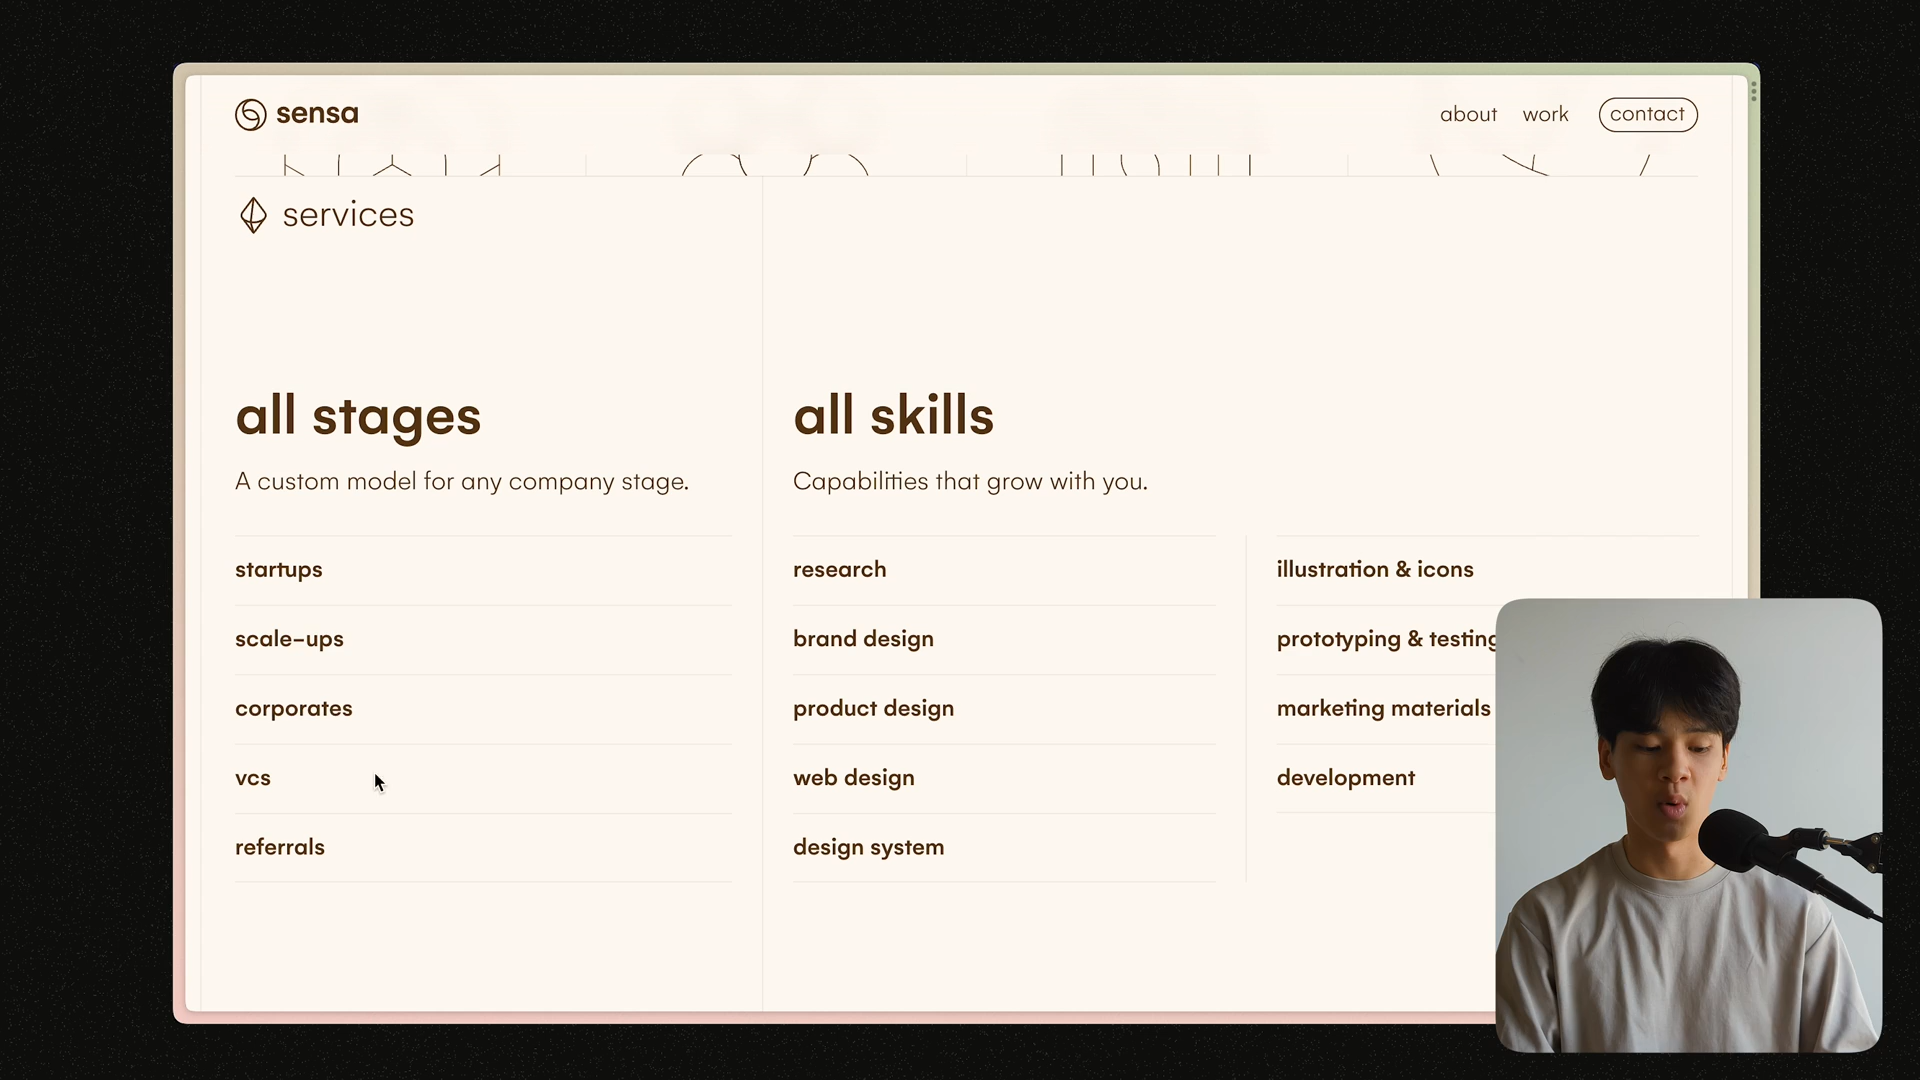 sensa
about
work
contact
services
all stages
A custom model for any company stage.
startups
scale-ups
corporates
vcs
referrals
all skills
Capabilities that grow with you.
research
brand design
product design
web design
design system
illustration & icons
prototyping & testing
marketing materials
development